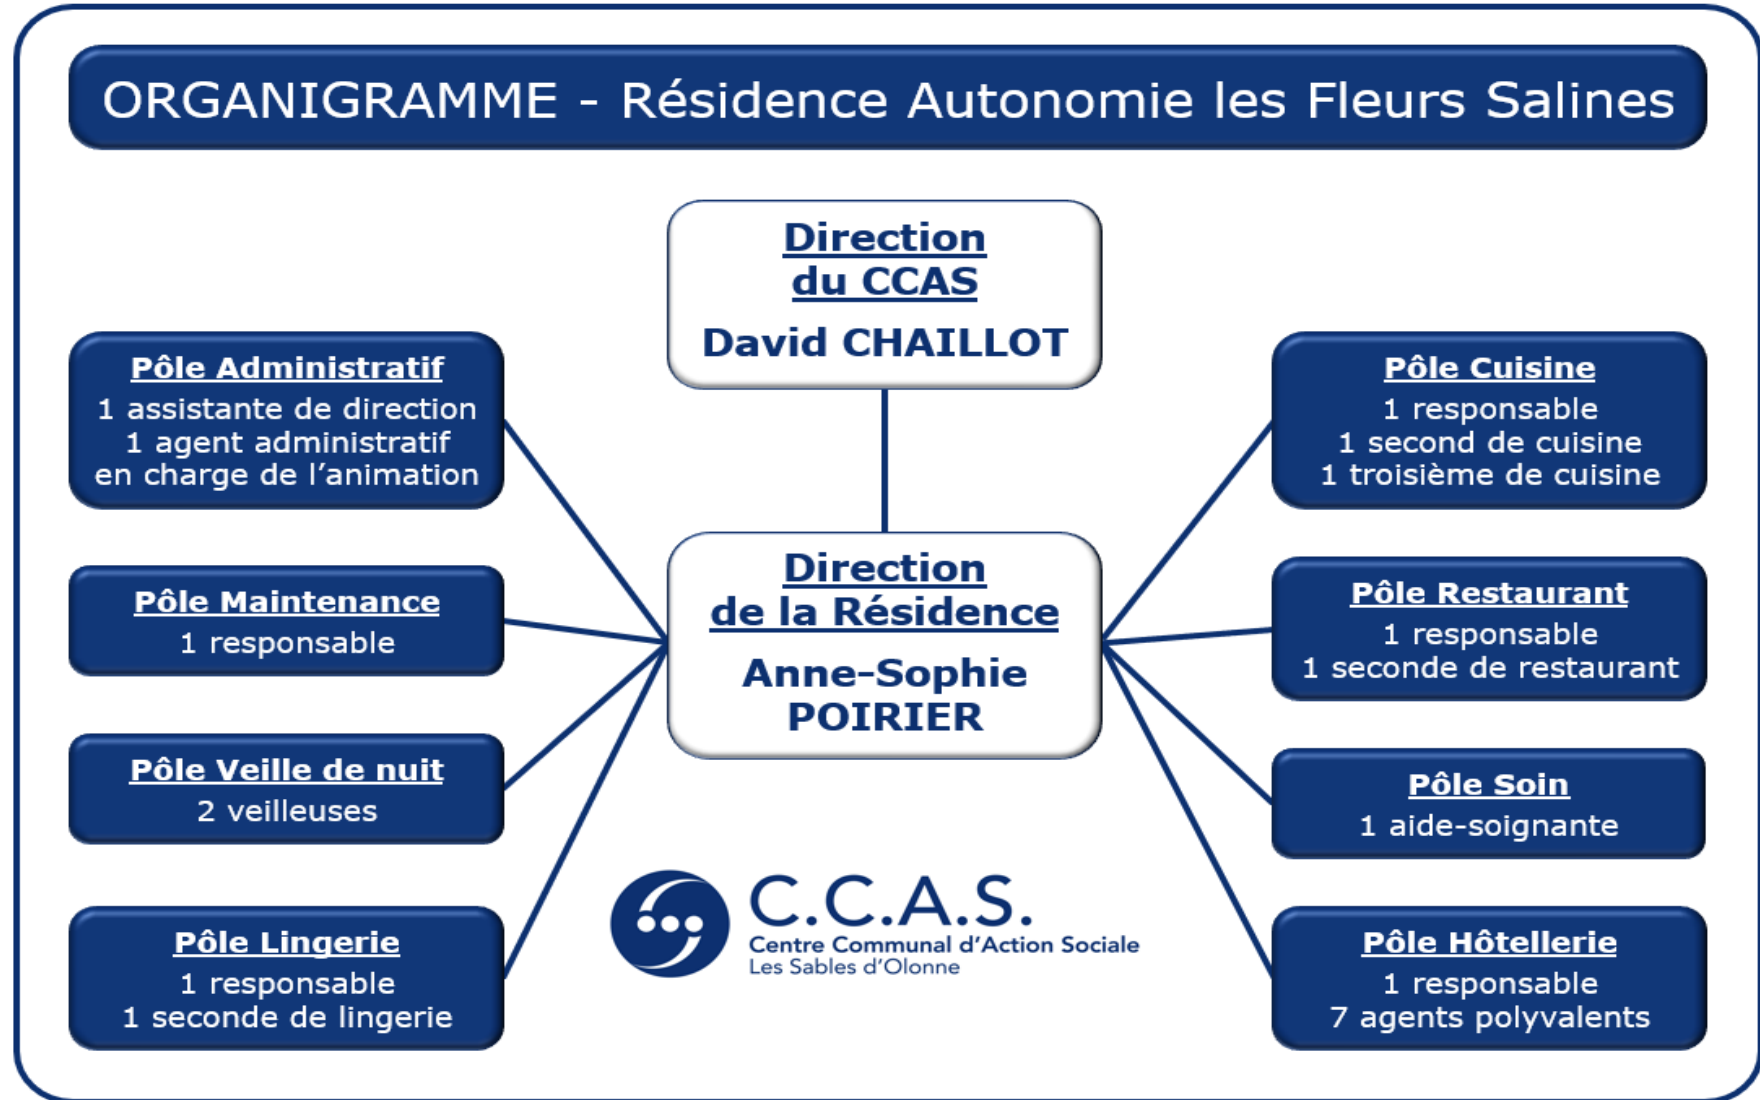 ORGANIGRAMME - Résidence Autonomie les Fleurs Salines
Direction
du CCAS
David CHAILLOT
Pôle Administratif
1 assistante de direction
1 agent administratif
en charge de l'animation
Pôle Maintenance
1 responsable
Pôle Veille de nuit
2 veilleuses
Pôle Lingerie
1 responsable
1 seconde de lingerie
Direction
de la Résidence
Anne-Sophie
POIRIER
Pôle Cuisine
1 responsable
1 second de cuisine
1 troisième de cuisine
Pôle Restaurant
1 responsable
1 seconde de restaurant
Pôle Soin
1 aide-soignante
Pôle Hôtellerie
1 responsable
7 agents polyvalents
C.C.A.S.
Centre Communal d'Action Sociale
Les Sables d'Olonne